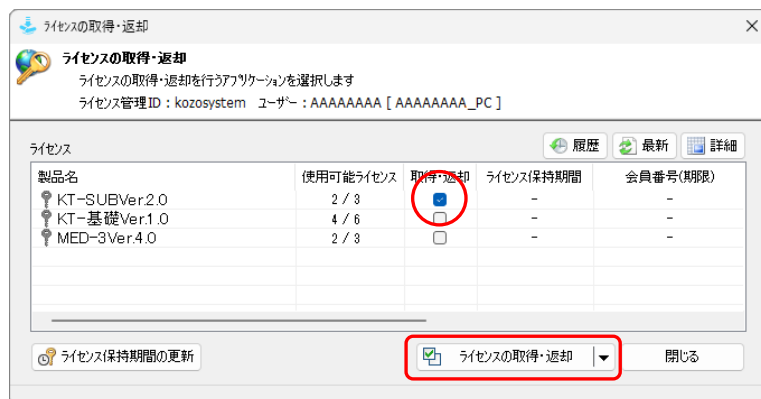 ライセンスの取得・返却
ライセンスの取得・返却
ライセンスの取得・返却を行うアプリケーションを選択します
ライセンス管理ID：kozosystem ユーザー：AAAAAAAA [ AAAAAAAA_PC ]
ライセンス 履歴 最新 詳細
製品名 使用可能ライセンス 取得・返却 ライセンス保持期間 会員番号(期限)
KT-SUBVer.2.0 2 / 3 - -
KT-基礎Ver.1.0 4 / 6 - -
MED-3Ver.4.0 2 / 3 - -
ライセンス保持期間の更新 ライセンスの取得・返却 閉じる